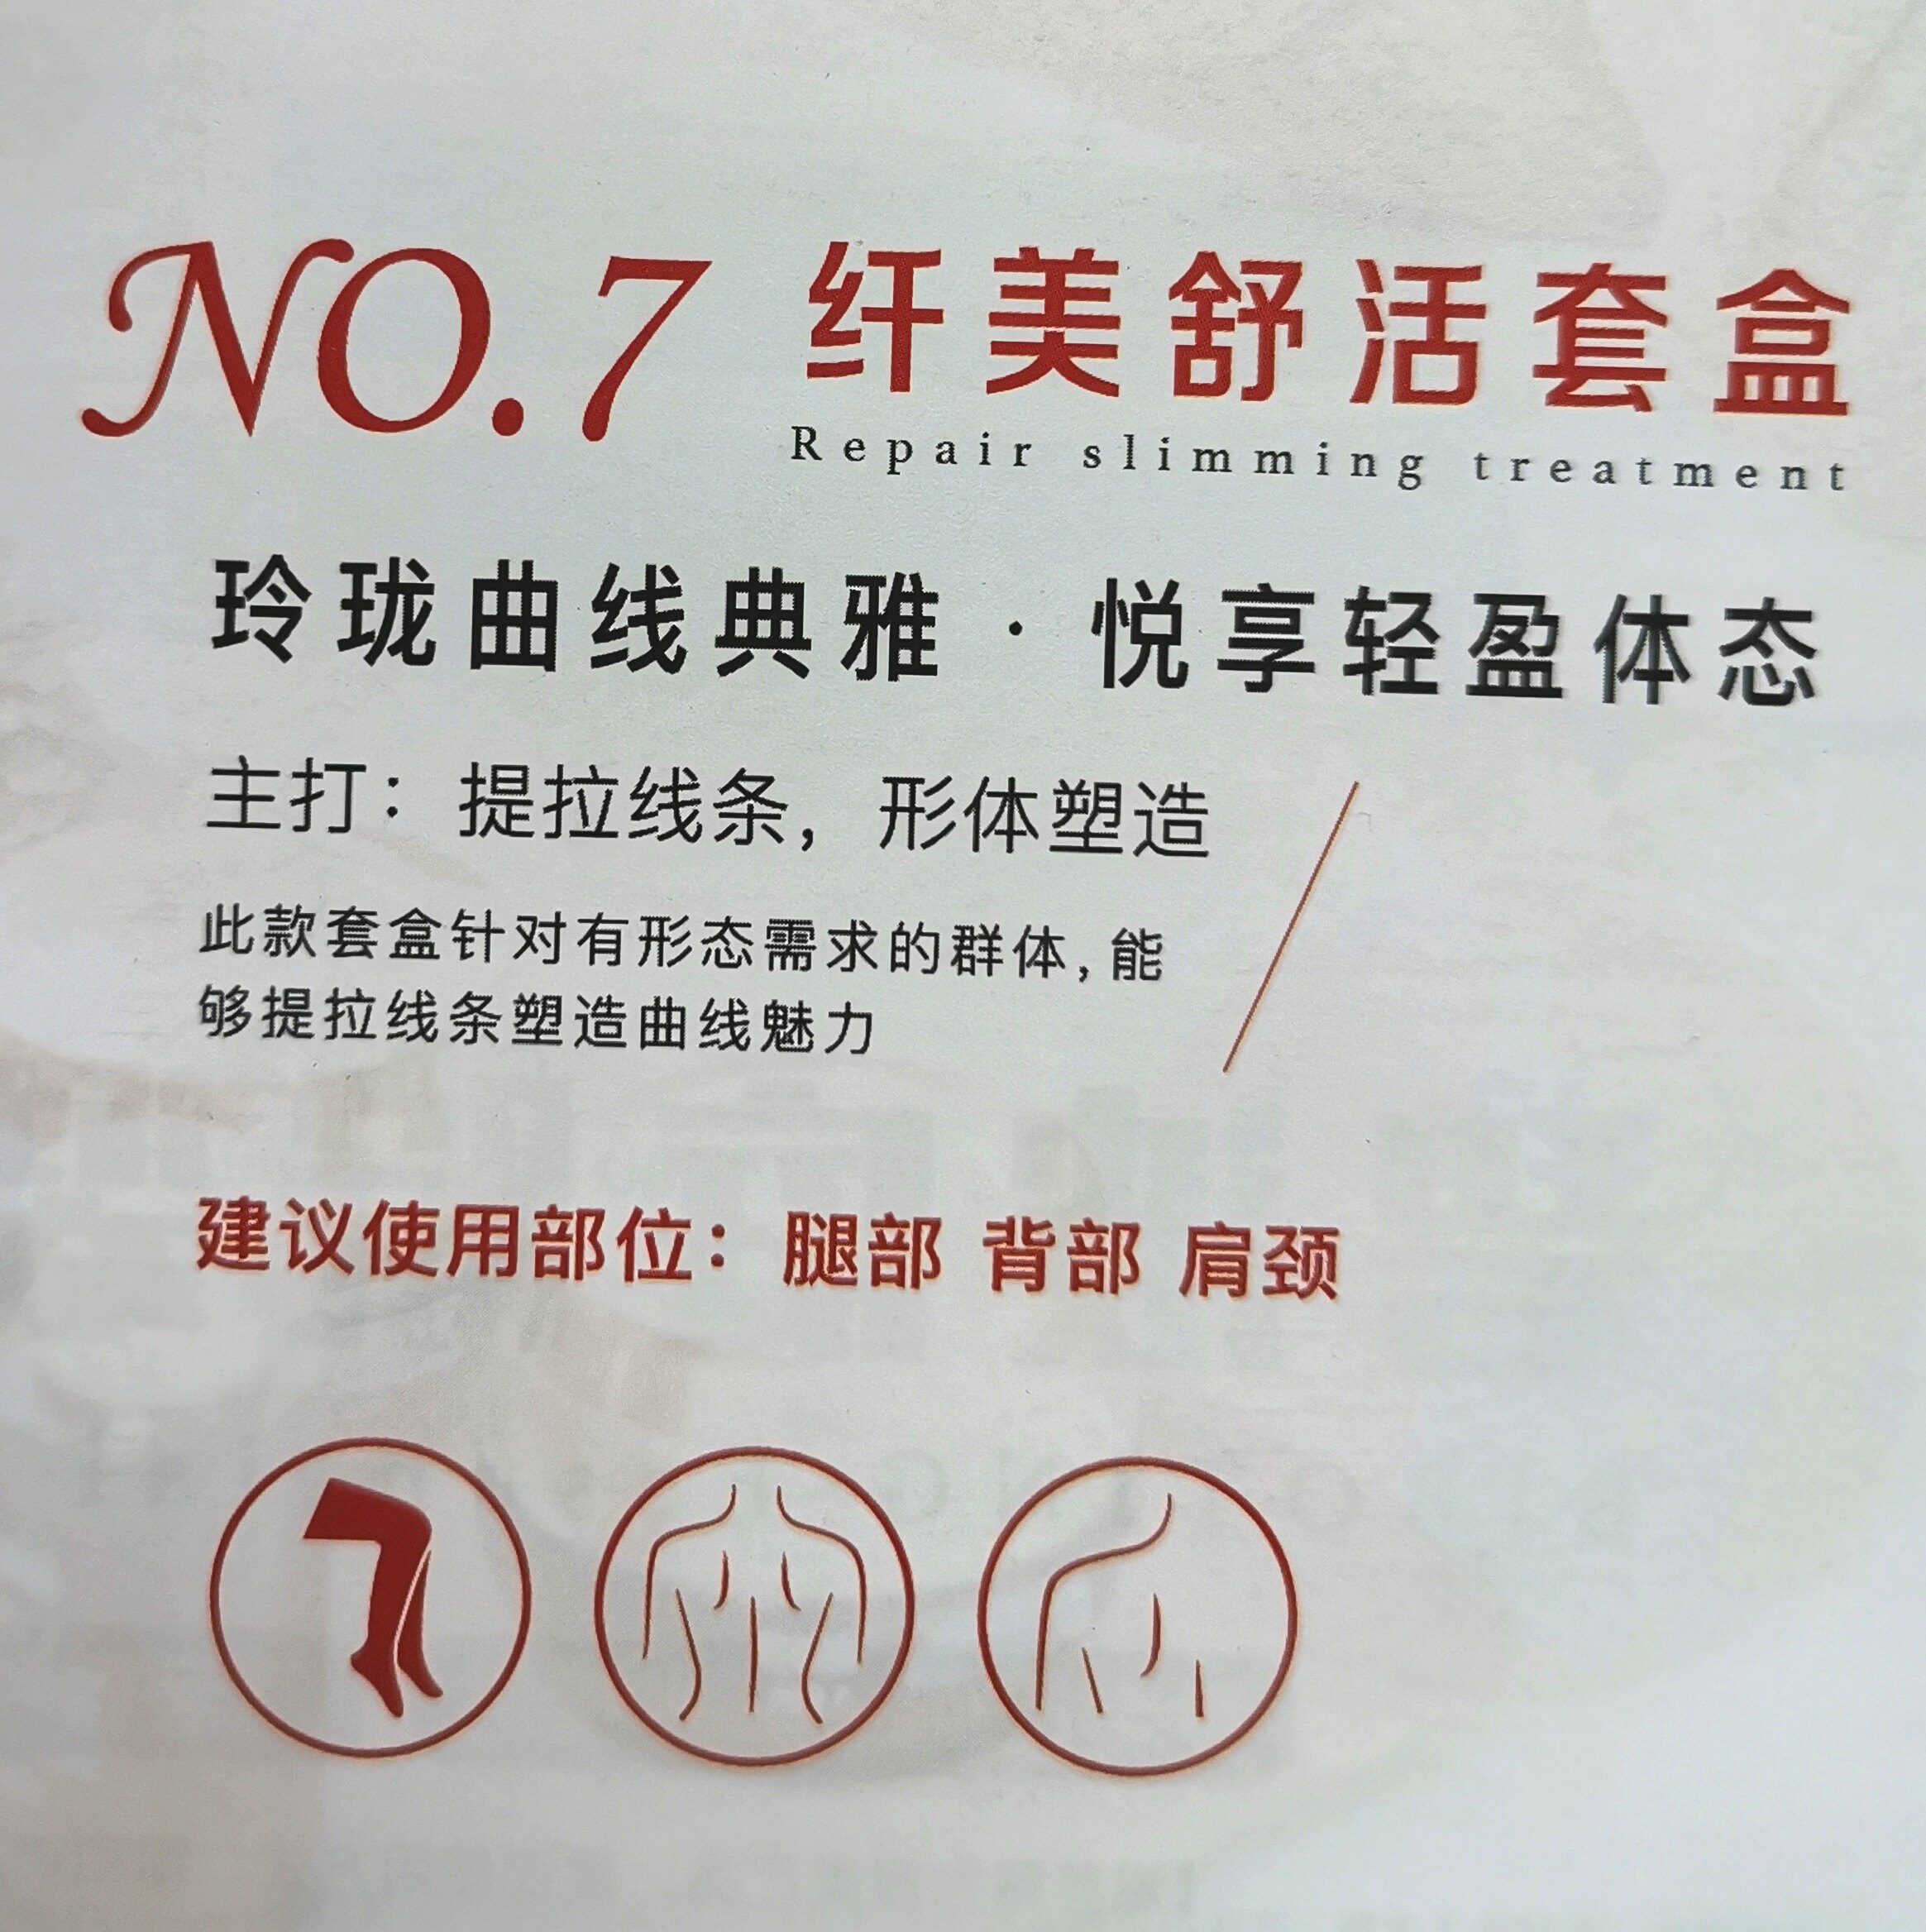 NO.7 纤美舒活套盒
Repair slimming treatment
玲珑曲线典雅 · 悦享轻盈体态
主打：提拉线条，形体塑造
此款套盒针对有形态需求的群体，能
够提拉线条塑造曲线魅力
建议使用部位：腿部 背部 肩颈